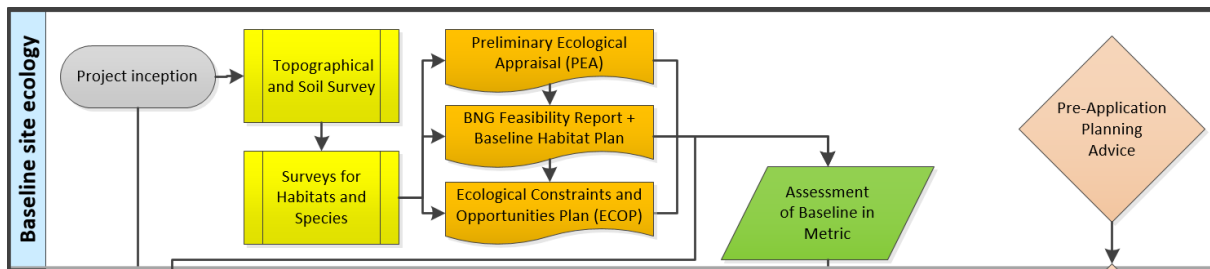 Baseline site ecology
Project inception
Topographical
and Soil Survey
Surveys for
Habitats and
Species
Preliminary Ecological
Appraisal (PEA)
BNG Feasibility Report +
Baseline Habitat Plan
Ecological Constraints and
Opportunities Plan (ECOP)
Assessment
of Baseline in
Metric
Pre-Application
Planning
Advice